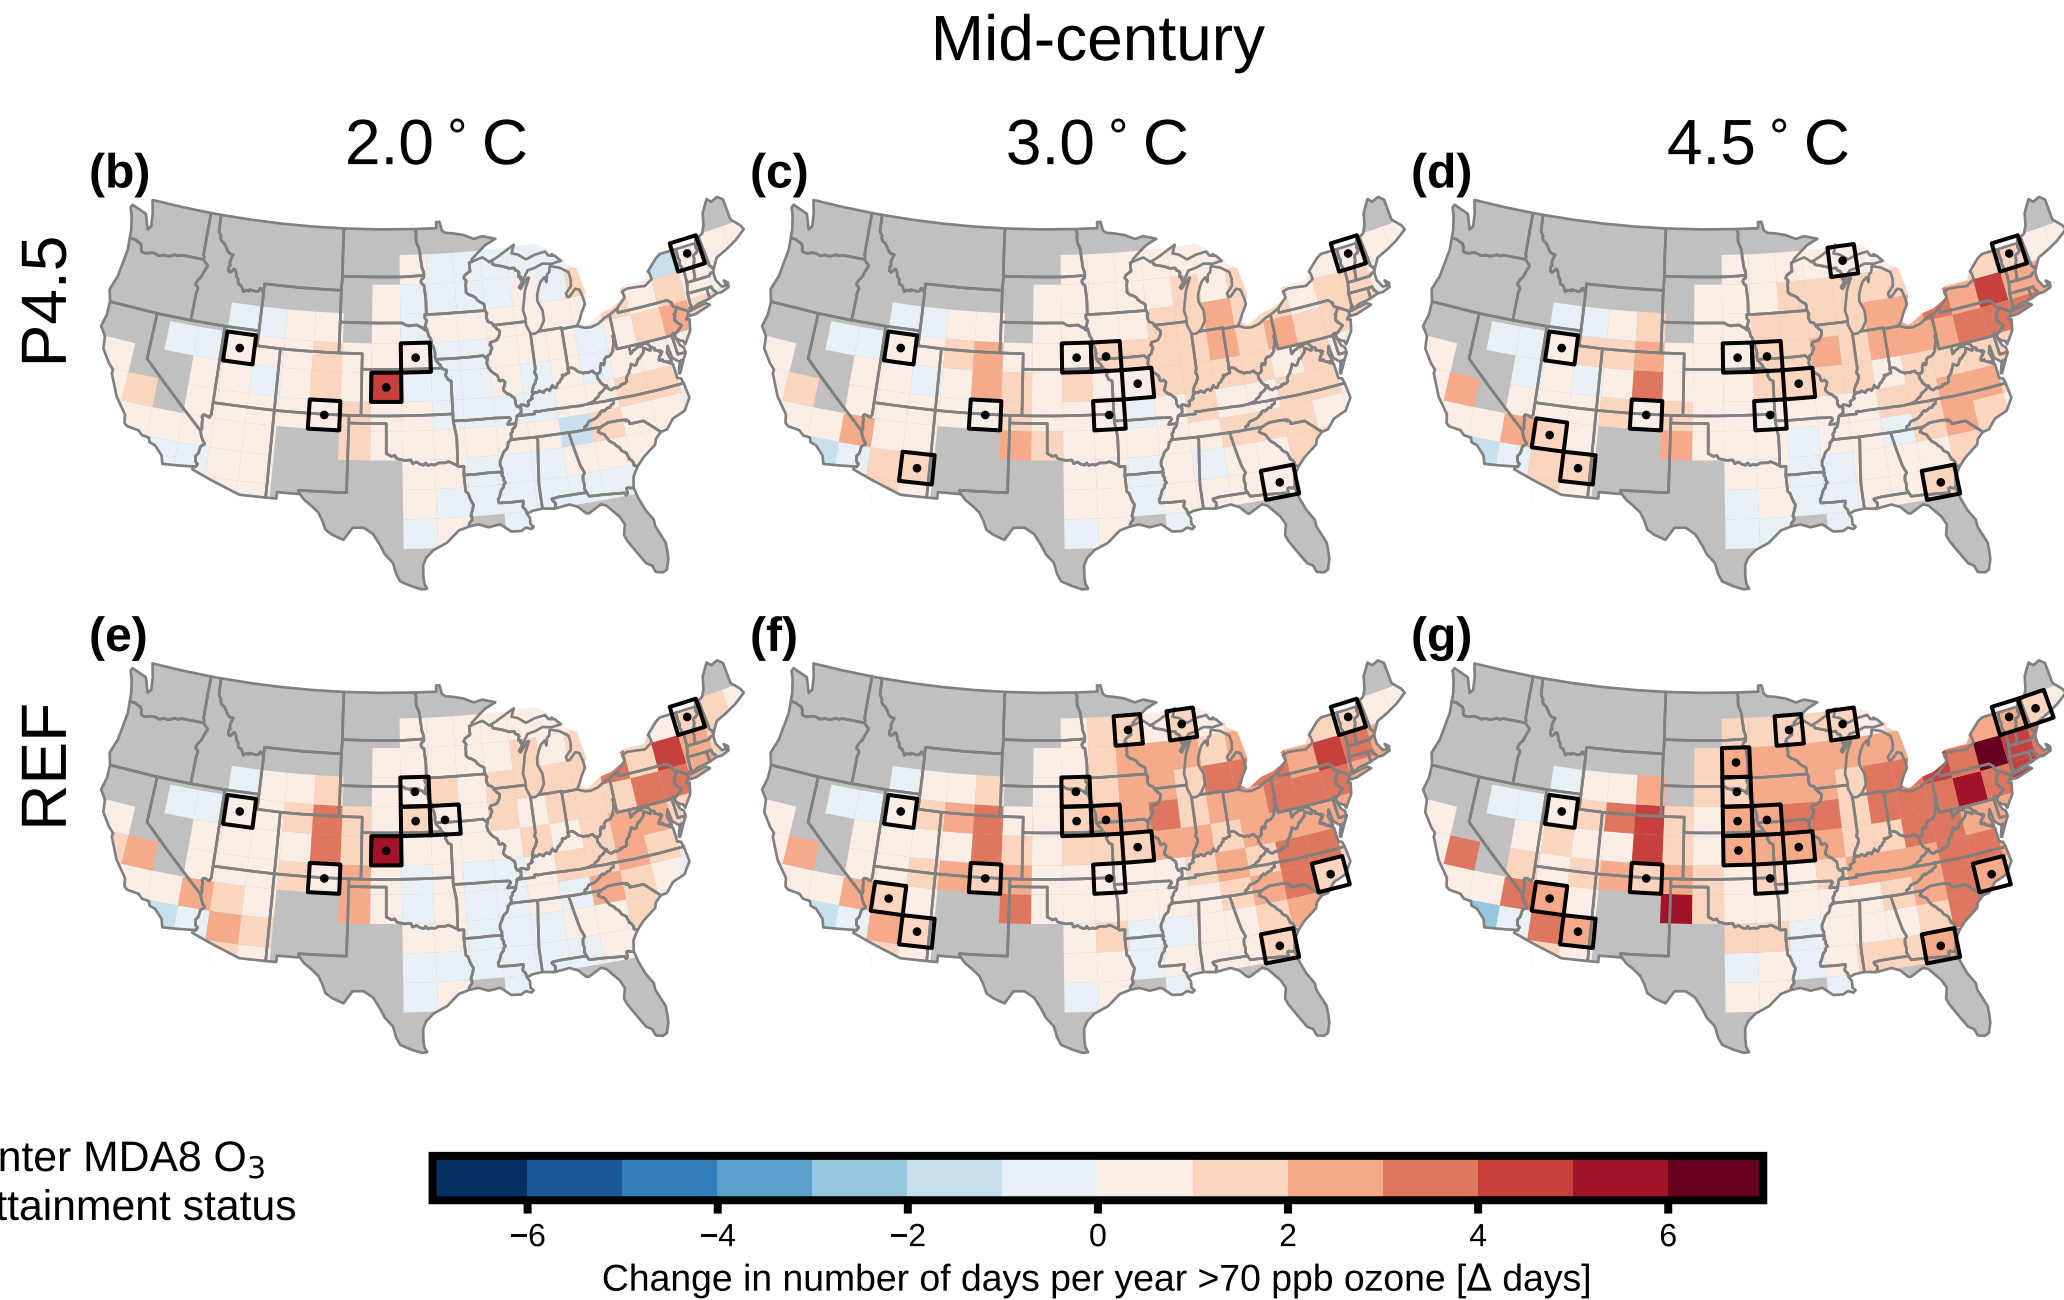 Mid-century
2.0°C 3.0°C 4.5°C
(b) (c) (d)
P4.5
(e) (f) (g)
REF
nter MDA8 O₃
ttainment status
−6 −4 −2 0 2 4 6
Change in number of days per year >70 ppb ozone [Δ days]